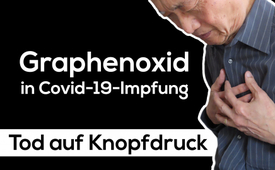 Graphenoxid
in Covid-19-Impfung
Tod auf Knopfdruck